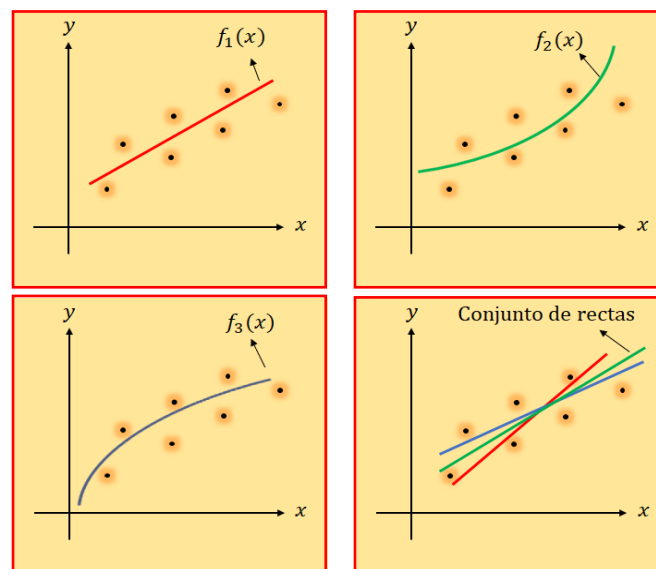 y
f₁(x)
x
y
f₂(x)
x
y
f₃(x)
x
y
Conjunto de rectas
x